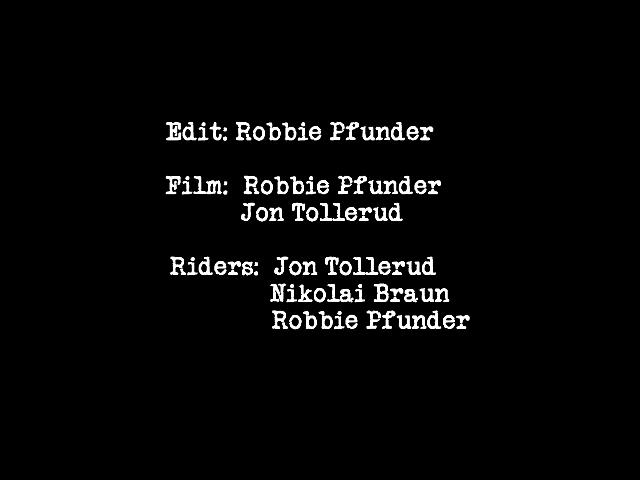 Edit: Robbie Pfunder
Film: Robbie Pfunder
Jon Tollerud
Riders: Jon Tollerud
Nikolai Braun
Robbie Pfunder